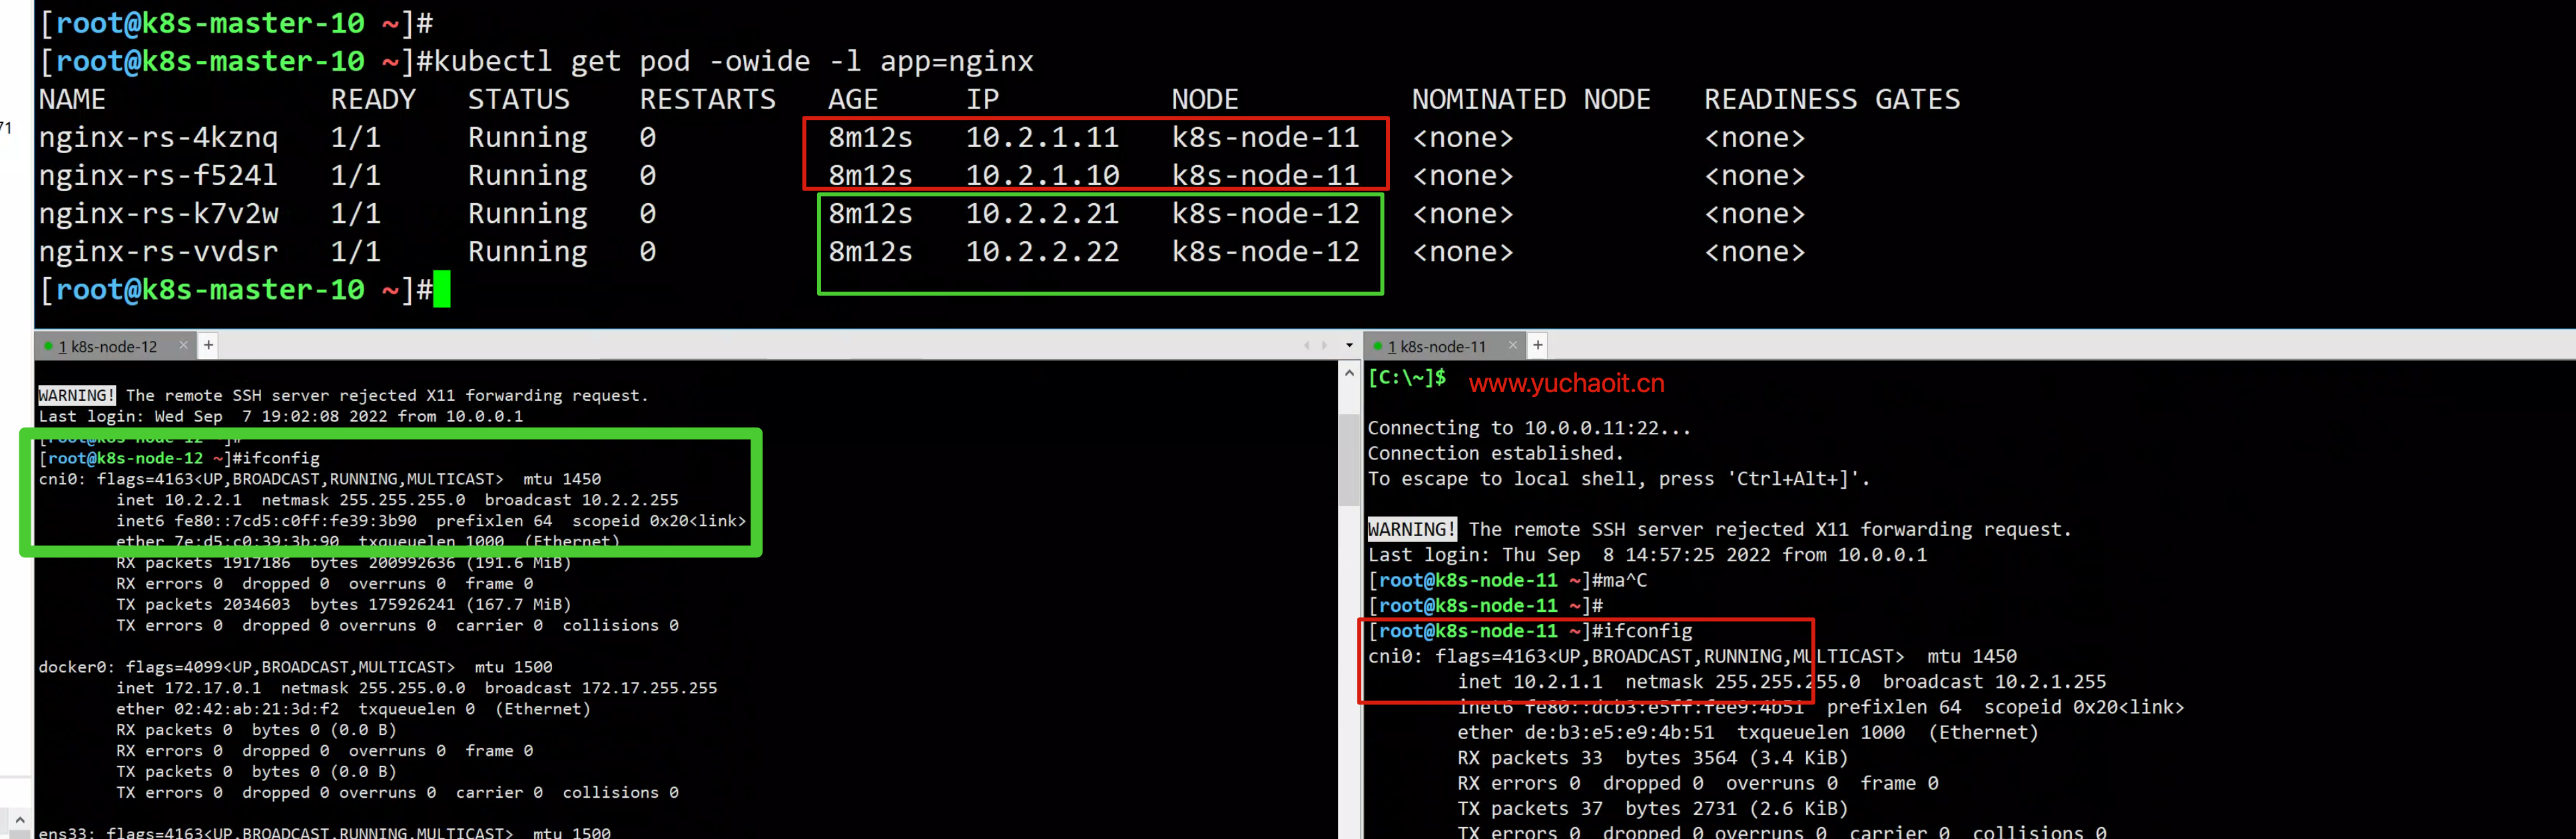 [root@k8s-master-10 ~]#
[root@k8s-master-10 ~]#kubectl get pod -owide -l app=nginx
NAME READY STATUS RESTARTS AGE IP NODE NOMINATED NODE READINESS GATES
nginx-rs-4kznq 1/1 Running 0 8m12s 10.2.1.11 k8s-node-11 <none> <none>
nginx-rs-f524l 1/1 Running 0 8m12s 10.2.1.10 k8s-node-11 <none> <none>
nginx-rs-k7v2w 1/1 Running 0 8m12s 10.2.2.21 k8s-node-12 <none> <none>
nginx-rs-vvdsr 1/1 Running 0 8m12s 10.2.2.22 k8s-node-12 <none> <none>
[root@k8s-master-10 ~]#
71
1 k8s-node-12
WARNING! The remote SSH server rejected X11 forwarding request.
Last login: Wed Sep  7 19:02:08 2022 from 10.0.0.1
[root@k8s-node-12 ~]#
[root@k8s-node-12 ~]#ifconfig
cni0: flags=4163<UP,BROADCAST,RUNNING,MULTICAST>  mtu 1450
inet 10.2.2.1  netmask 255.255.255.0  broadcast 10.2.2.255
inet6 fe80::7cd5:c0ff:fe39:3b90  prefixlen 64  scopeid 0x20<link>
ether 7e:d5:c0:39:3b:90  txqueuelen 1000  (Ethernet)
RX packets 1917186  bytes 200992636 (191.6 MiB)
RX errors 0  dropped 0  overruns 0  frame 0
TX packets 2034603  bytes 175926241 (167.7 MiB)
TX errors 0  dropped 0 overruns 0  carrier 0  collisions 0
docker0: flags=4099<UP,BROADCAST,MULTICAST>  mtu 1500
inet 172.17.0.1  netmask 255.255.0.0  broadcast 172.17.255.255
ether 02:42:ab:21:3d:f2  txqueuelen 0  (Ethernet)
RX packets 0  bytes 0 (0.0 B)
RX errors 0  dropped 0  overruns 0  frame 0
TX packets 0  bytes 0 (0.0 B)
TX errors 0  dropped 0 overruns 0  carrier 0  collisions 0
ens33: flags=4163<UP,BROADCAST,RUNNING,MULTICAST>  mtu 1500
1 k8s-node-11
[C:\~]$
www.yuchaoit.cn
Connecting to 10.0.0.11:22...
Connection established.
To escape to local shell, press 'Ctrl+Alt+]'.
WARNING! The remote SSH server rejected X11 forwarding request.
Last login: Thu Sep  8 14:57:25 2022 from 10.0.0.1
[root@k8s-node-11 ~]#ma^C
[root@k8s-node-11 ~]#
[root@k8s-node-11 ~]#ifconfig
cni0: flags=4163<UP,BROADCAST,RUNNING,MULTICAST>  mtu 1450
inet 10.2.1.1  netmask 255.255.255.0  broadcast 10.2.1.255
inet6 fe80::dcb3:e5ff:fee9:4b51  prefixlen 64  scopeid 0x20<link>
ether de:b3:e5:e9:4b:51  txqueuelen 1000  (Ethernet)
RX packets 33  bytes 3564 (3.4 KiB)
RX errors 0  dropped 0  overruns 0  frame 0
TX packets 37  bytes 2731 (2.6 KiB)
TX errors 0  dropped 0 overruns 0  carrier 0  collisions 0